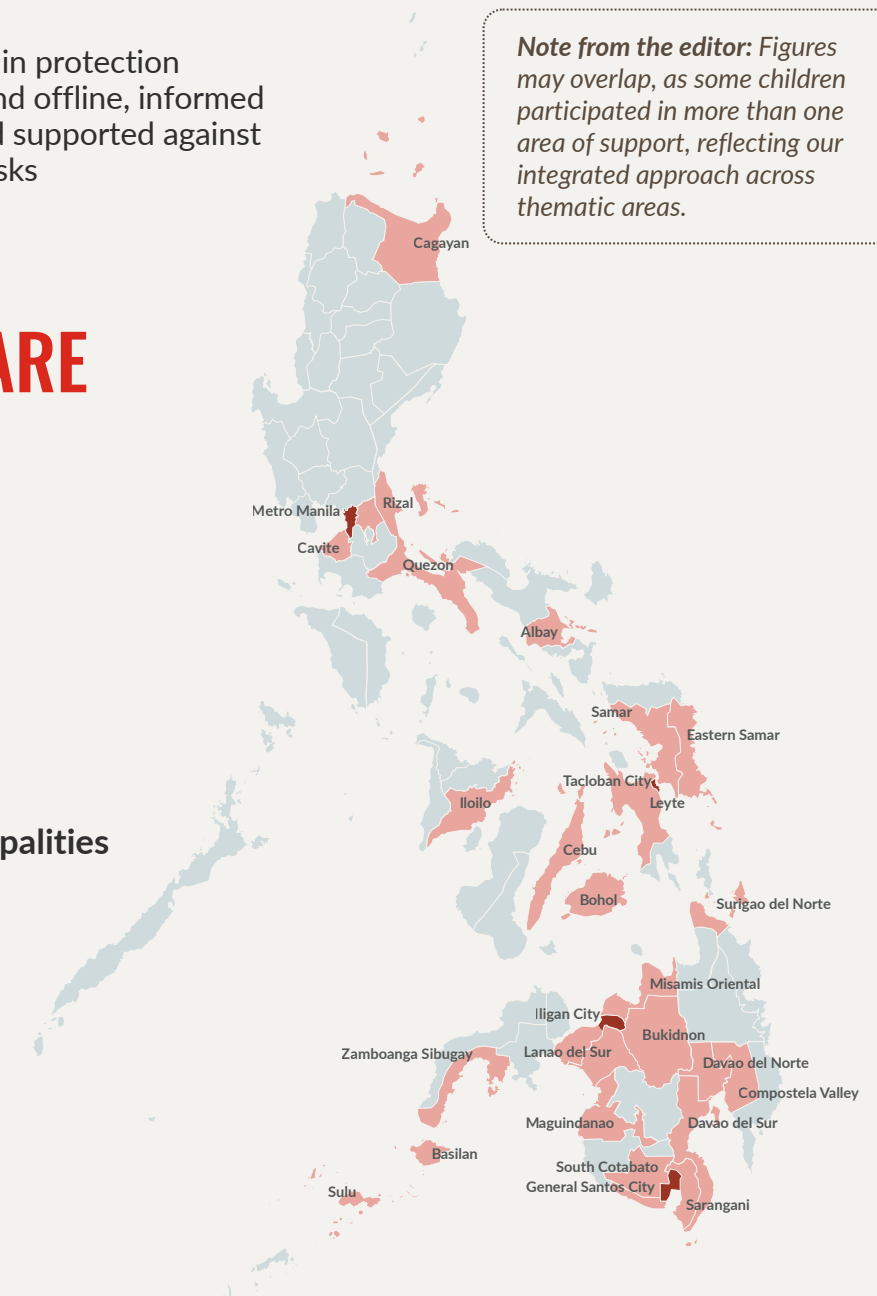 in protection
nd offline, informed
d supported against
sks
Note from the editor: Figures
may overlap, as some children
participated in more than one
area of support, reflecting our
integrated approach across
thematic areas.
Cagayan
ARE
Metro Manila
Rizal
Cavite
Quezon
Albay
Samar
Eastern Samar
Tacloban City
Leyte
Iloilo
palities
Cebu
Bohol
Surigao del Norte
Misamis Oriental
Iligan City
Bukidnon
Zamboanga Sibugay
Lanao del Sur
Davao del Norte
Compostela Valley
Maguindanao
Davao del Sur
Basilan
South Cotabato
General Santos City
Sulu
Sarangani